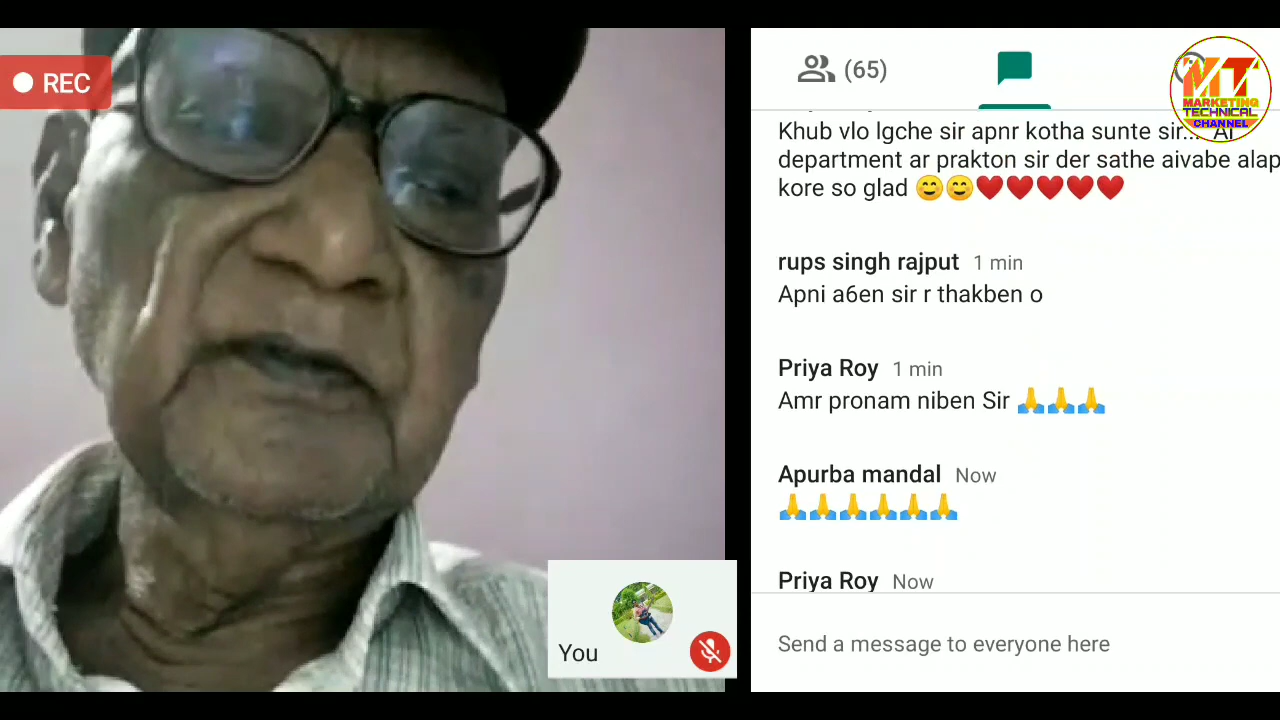 REC
(65)
MT
MARKETING
TECHNICAL
CHANNEL
Khub vlo lgche sir apnr kotha sunte sir...
department ar prakton sir der sathe aivabe alap
kore so glad 😊😊❤️❤️❤️❤️❤️
rups singh rajput 1 min
Apni a6en sir r thakben o
Priya Roy 1 min
Amr pronam niben Sir 🙏🙏🙏
Apurba mandal Now
🙏🙏🙏🙏🙏🙏
Priya Roy Now
You
Send a message to everyone here